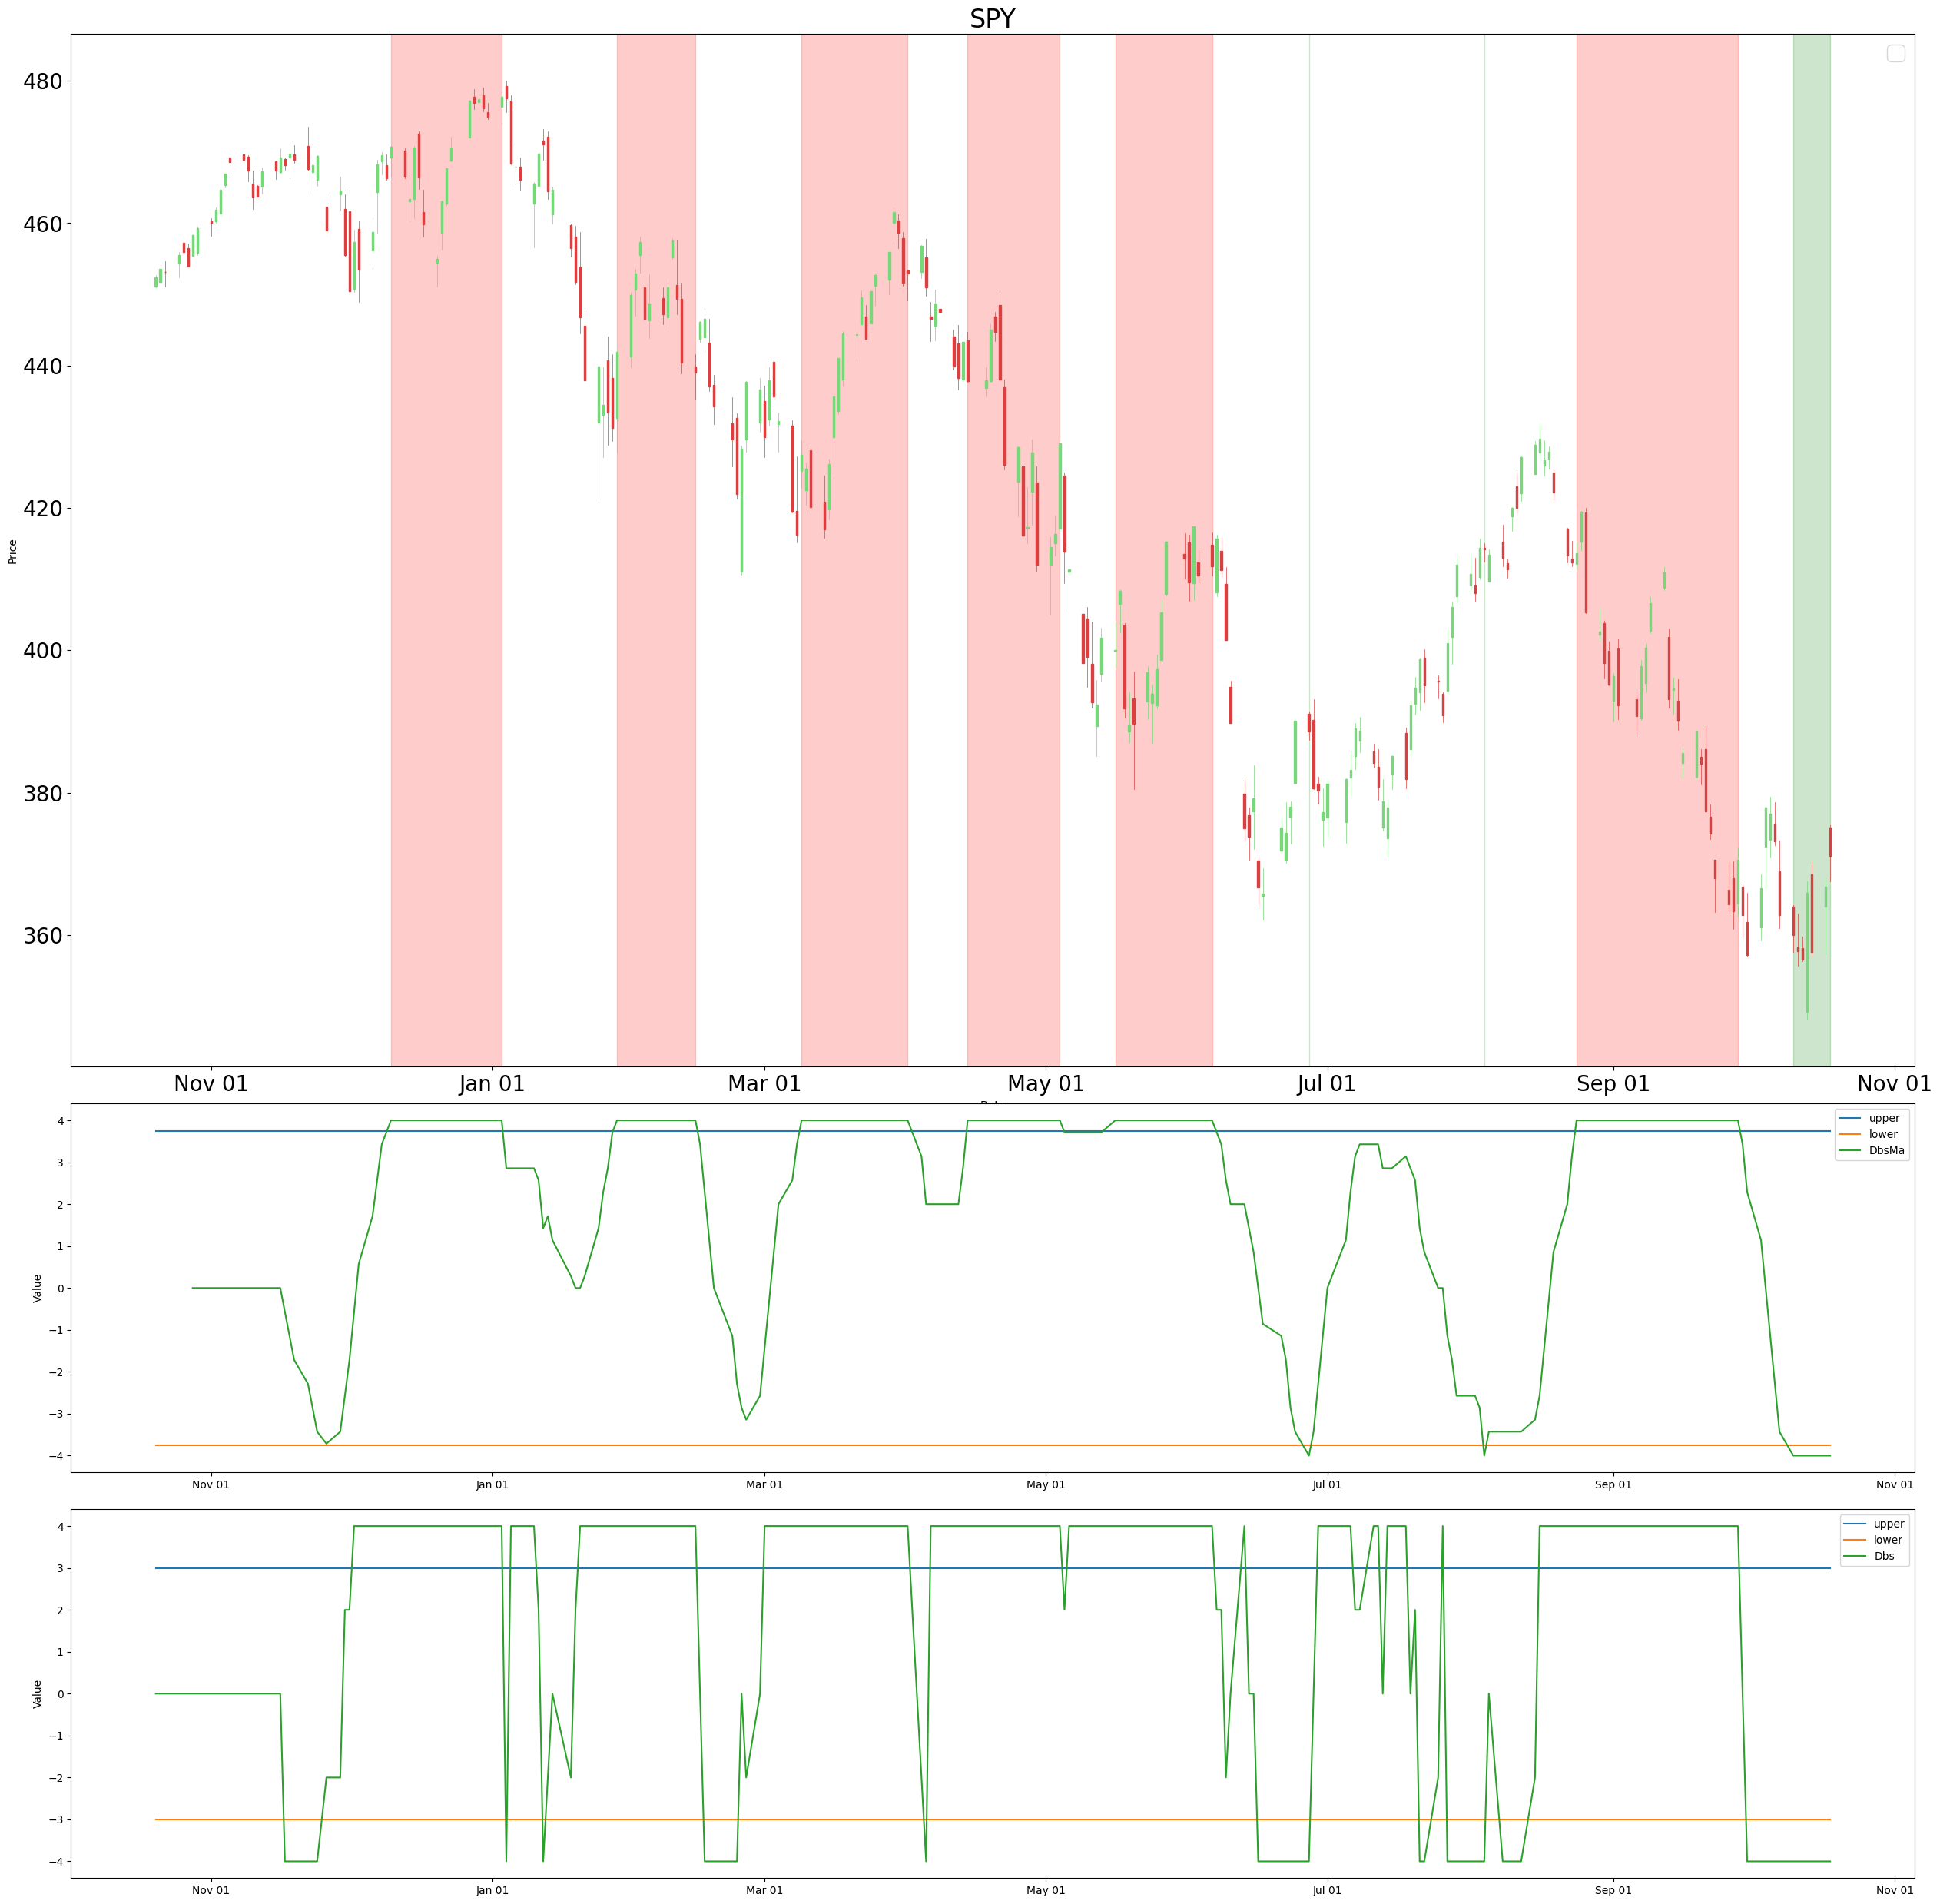 SPY
480
460
440
420
400
380
360
Price
Nov 01 Jan 01 Mar 01 May 01 Jul 01 Sep 01 Nov 01
Date
4
3
2
1
0
−1
−2
−3
−4
Value
upper
lower
DbsMa
Nov 01 Jan 01 Mar 01 May 01 Jul 01 Sep 01 Nov 01
4
3
2
1
0
−1
−2
−3
−4
Value
upper
lower
Dbs
Nov 01 Jan 01 Mar 01 May 01 Jul 01 Sep 01 Nov 01